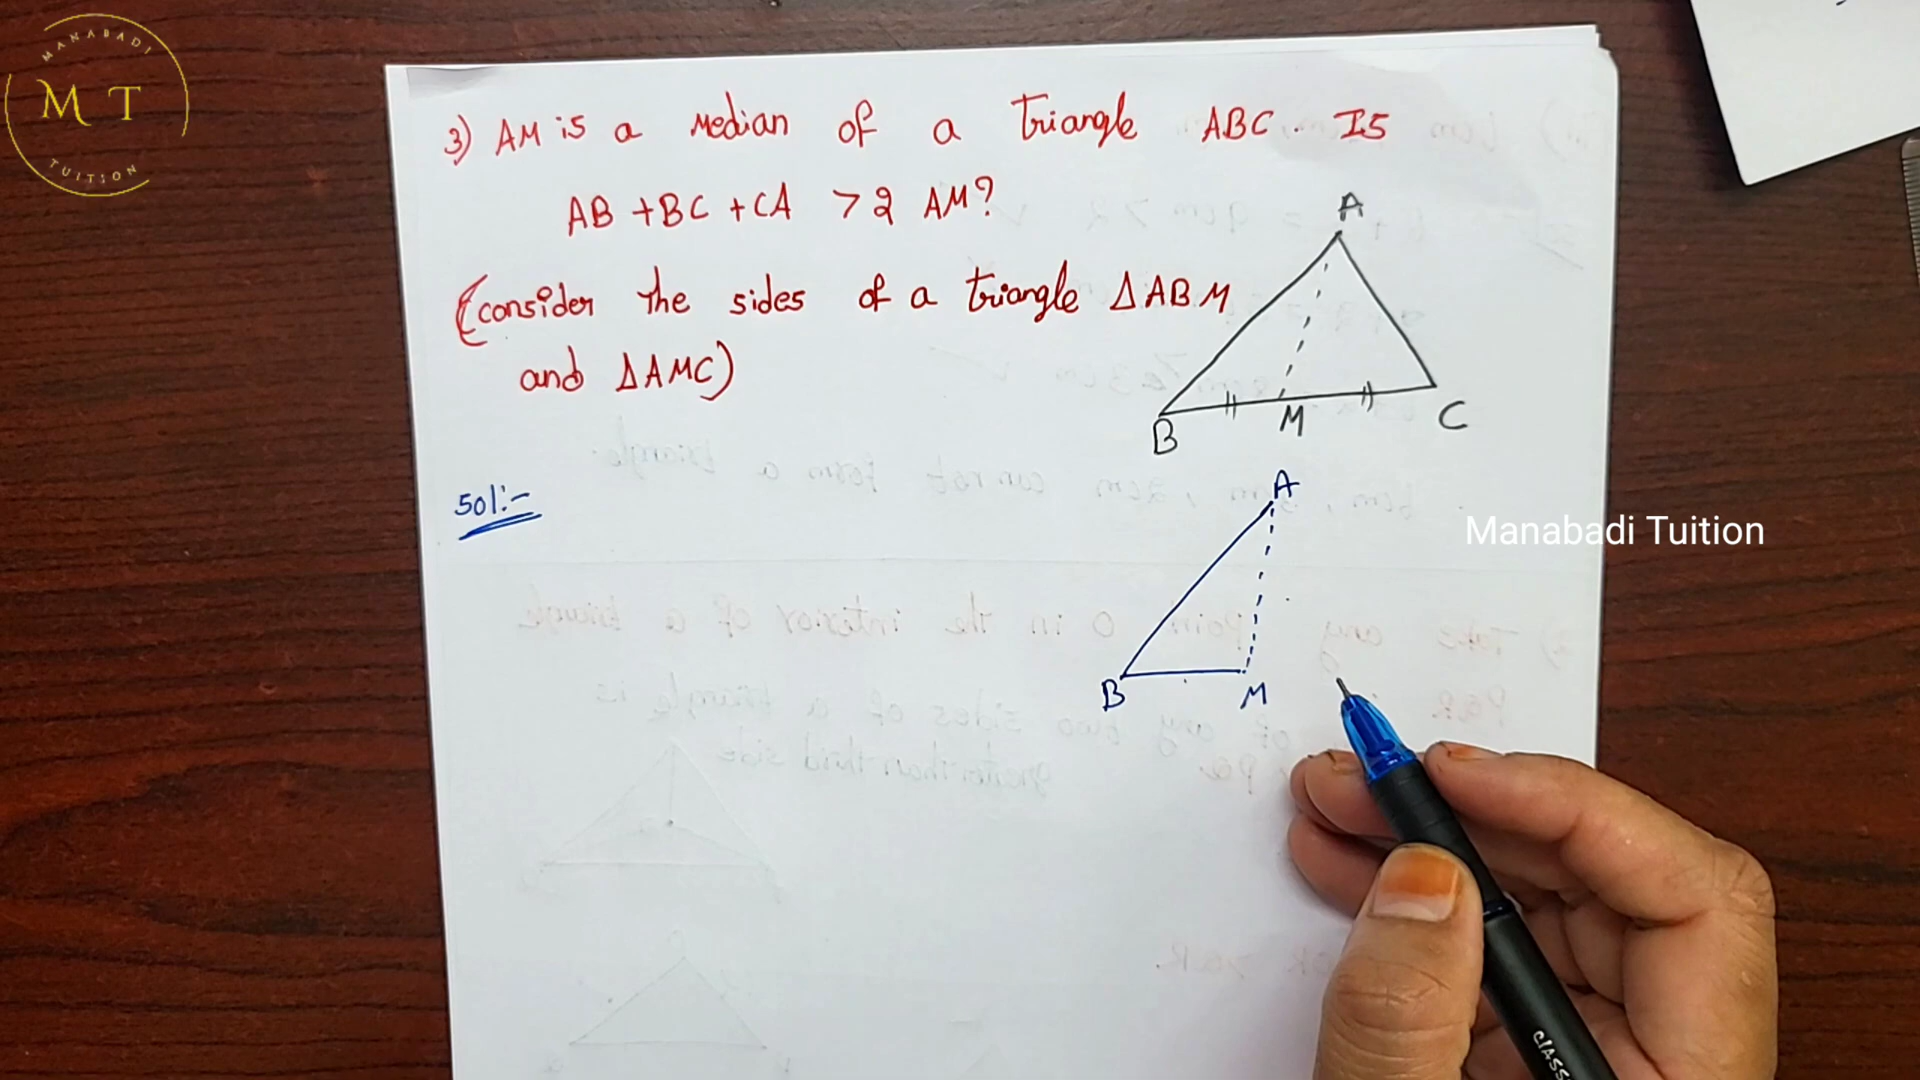 MANABADI
M T
TUITION
3) AM is a Median of a Triangle ABC. Is
AB + BC + CA > 2 AM?
(consider the sides of a triangle ΔABM
and ΔAMC)
A
B
M
C
Sol:-
A
B
M
Manabadi Tuition
CLASS